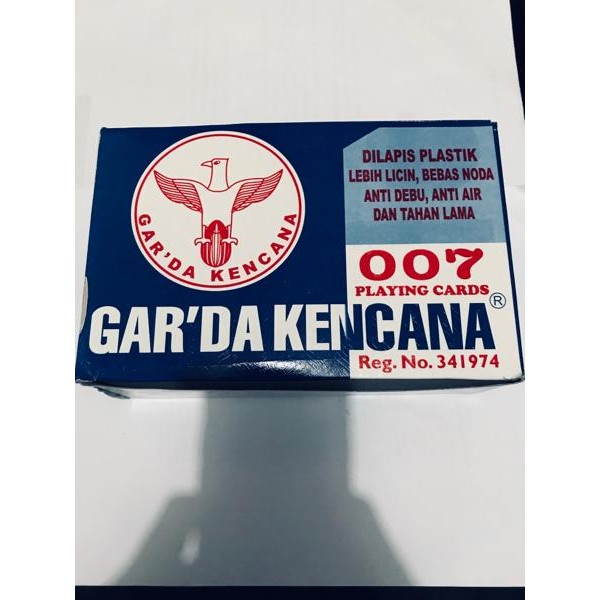 GAR'DA KENCANA
DILAPIS PLASTIK
LEBIH LICIN, BEBAS NODA
ANTI DEBU, ANTI AIR
DAN TAHAN LAMA
007
PLAYING CARDS
GAR'DA KENCANA®
Reg. No. 341974